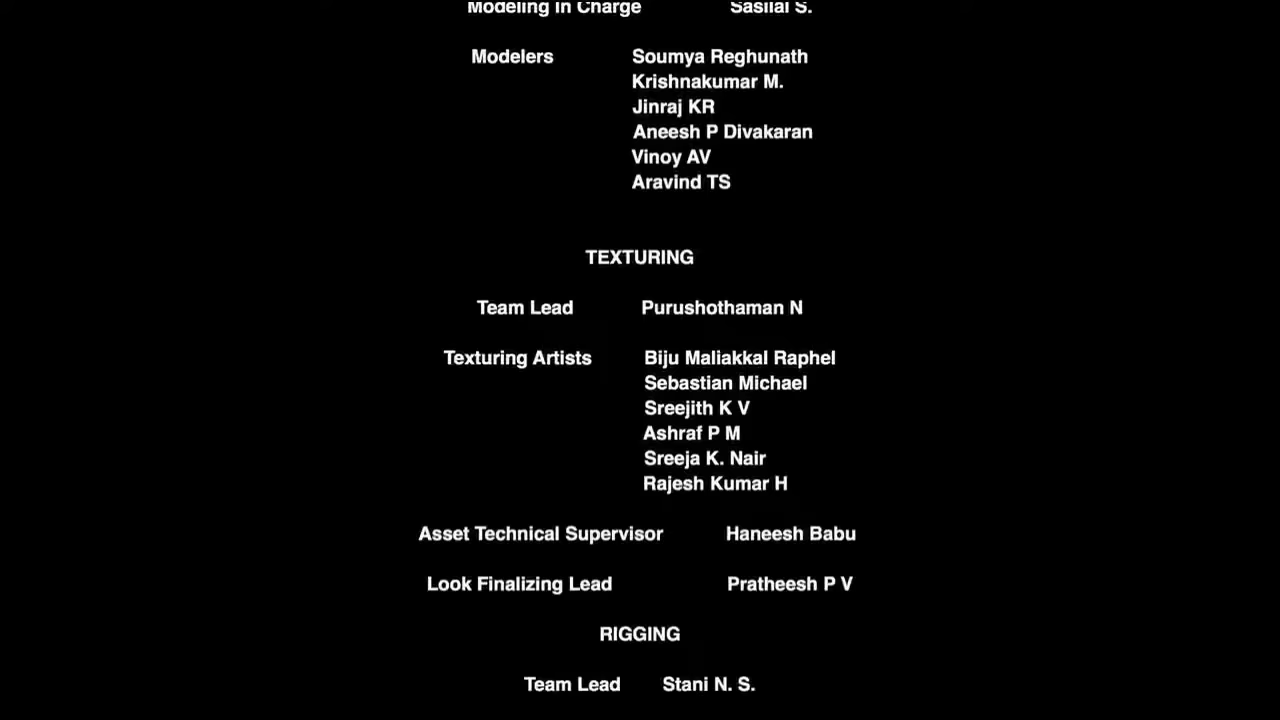 Modeling in Charge Sasilal S.
Modelers Soumya Reghunath
Krishnakumar M.
Jinraj KR
Aneesh P Divakaran
Vinoy AV
Aravind TS
TEXTURING
Team Lead Purushothaman N
Texturing Artists Biju Maliakkal Raphel
Sebastian Michael
Sreejith K V
Ashraf P M
Sreeja K. Nair
Rajesh Kumar H
Asset Technical Supervisor Haneesh Babu
Look Finalizing Lead Pratheesh P V
RIGGING
Team Lead Stani N. S.